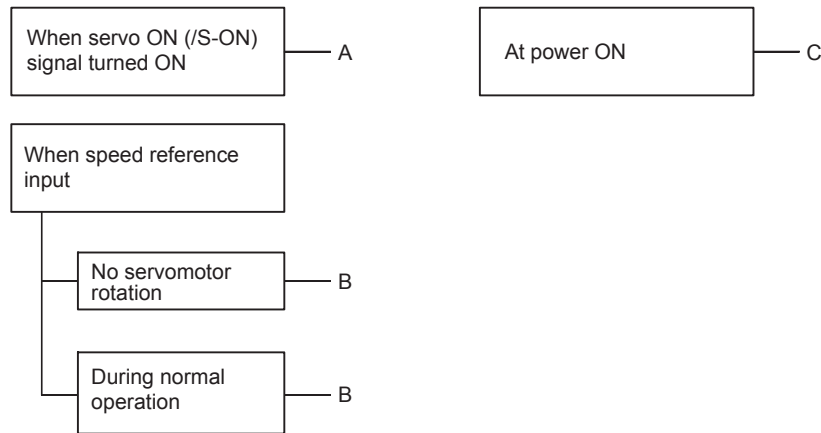 When servo ON (/S-ON)
signal turned ON
A
At power ON
C
When speed reference
input
No servomotor
rotation
B
During normal
operation
B